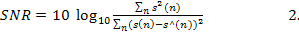 SNR = 10 log₁₀ ∑ₙ s²(n) / ∑ₙ(s(n)−s^(n))² 2.